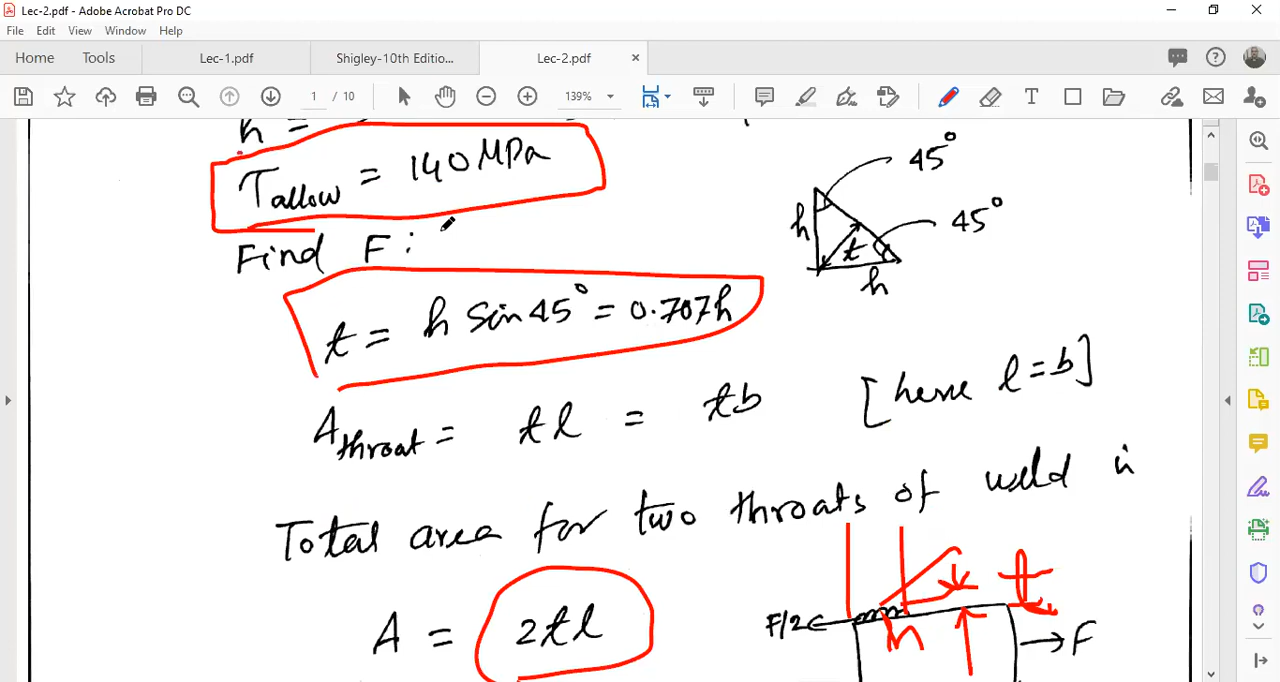 Lec-2.pdf - Adobe Acrobat Pro DC
File Edit View Window Help
Home Tools Lec-1.pdf Shigley-10th Editio... Lec-2.pdf ×
1 / 10 139%
h =
τallow = 140 MPa
45°
45°
h
t
h
Find F :
t = h sin 45° = 0.707h
Athroat = tl = tb [here l = b]
Total area for two throats of weld is
A = 2tl
t
h
F/2
F